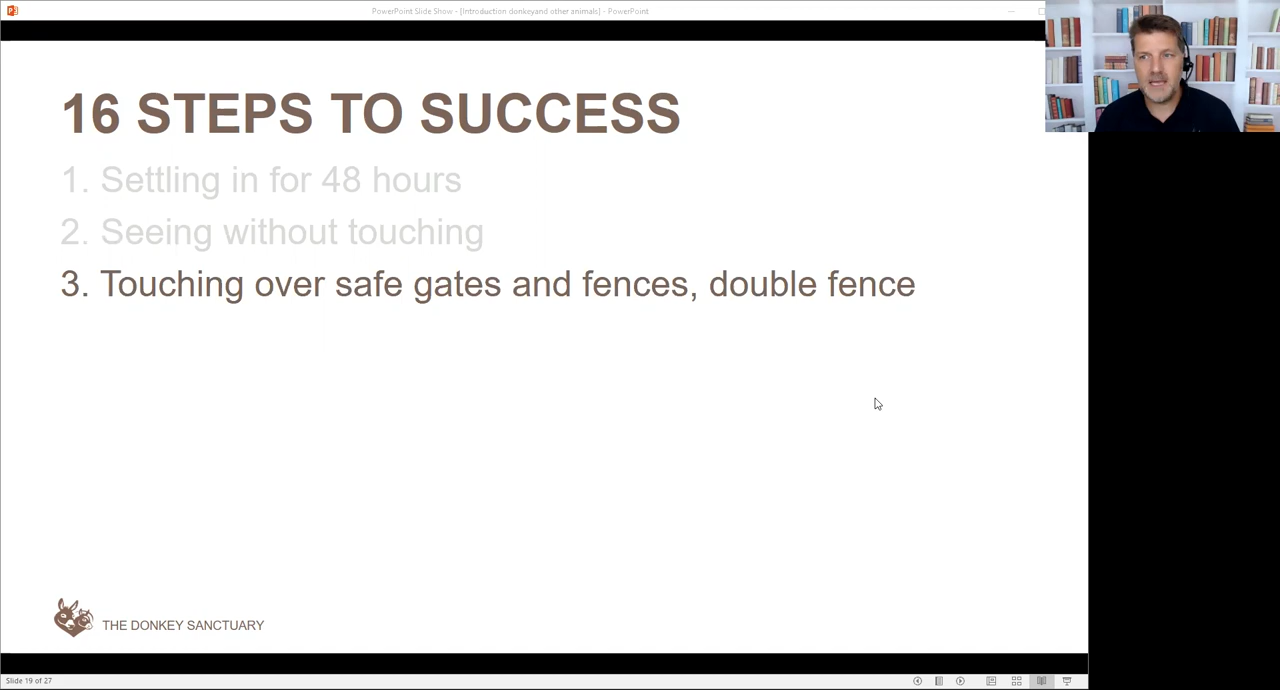 PowerPoint Slide Show - [Introduction donkeyand other animals] - PowerPoint
16 STEPS TO SUCCESS
1. Settling in for 48 hours
2. Seeing without touching
3. Touching over safe gates and fences, double fence
THE DONKEY SANCTUARY
Slide 19 of 27